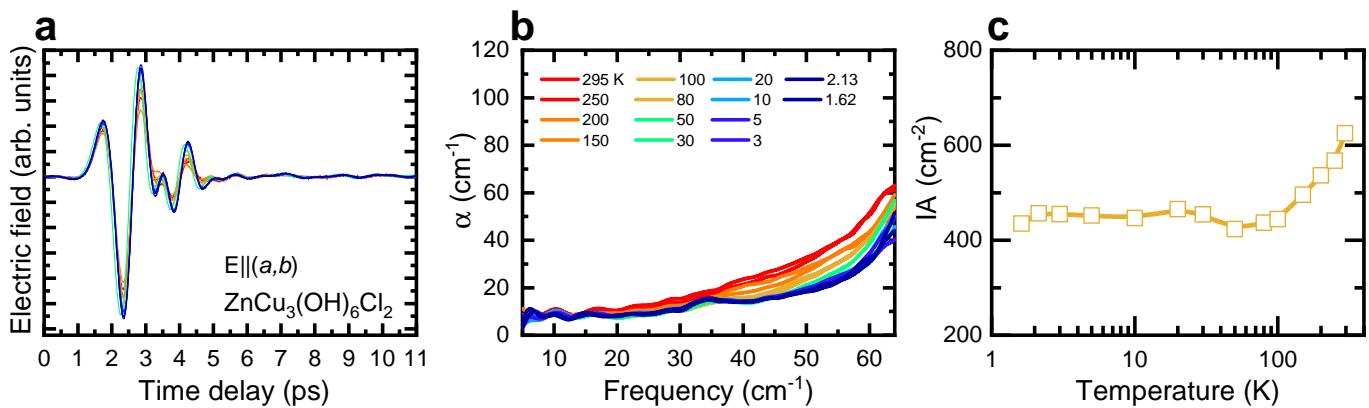 a
Electric field (arb. units)
E||(a,b)
ZnCu3(OH)6Cl2
0 1 2 3 4 5 6 7 8 9 10 11
Time delay (ps)
b
α (cm-1)
120
100
80
60
40
20
0
295 K 100 20 2.13
250 80 10 1.62
200 50 5
150 30 3
20 40 60
Frequency (cm-1)
c
IA (cm-2)
800
600
400
200
1 10 100
Temperature (K)